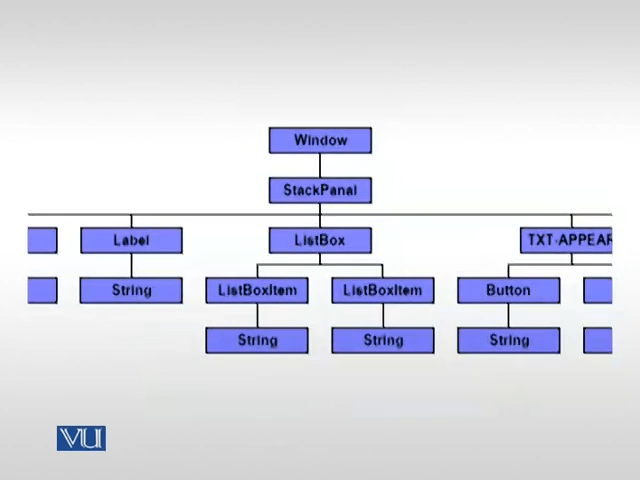 Window
StackPanal
Label
ListBox
TXT-APPEAR
String
ListBoxItem
ListBoxItem
Button
String
String
String
VU